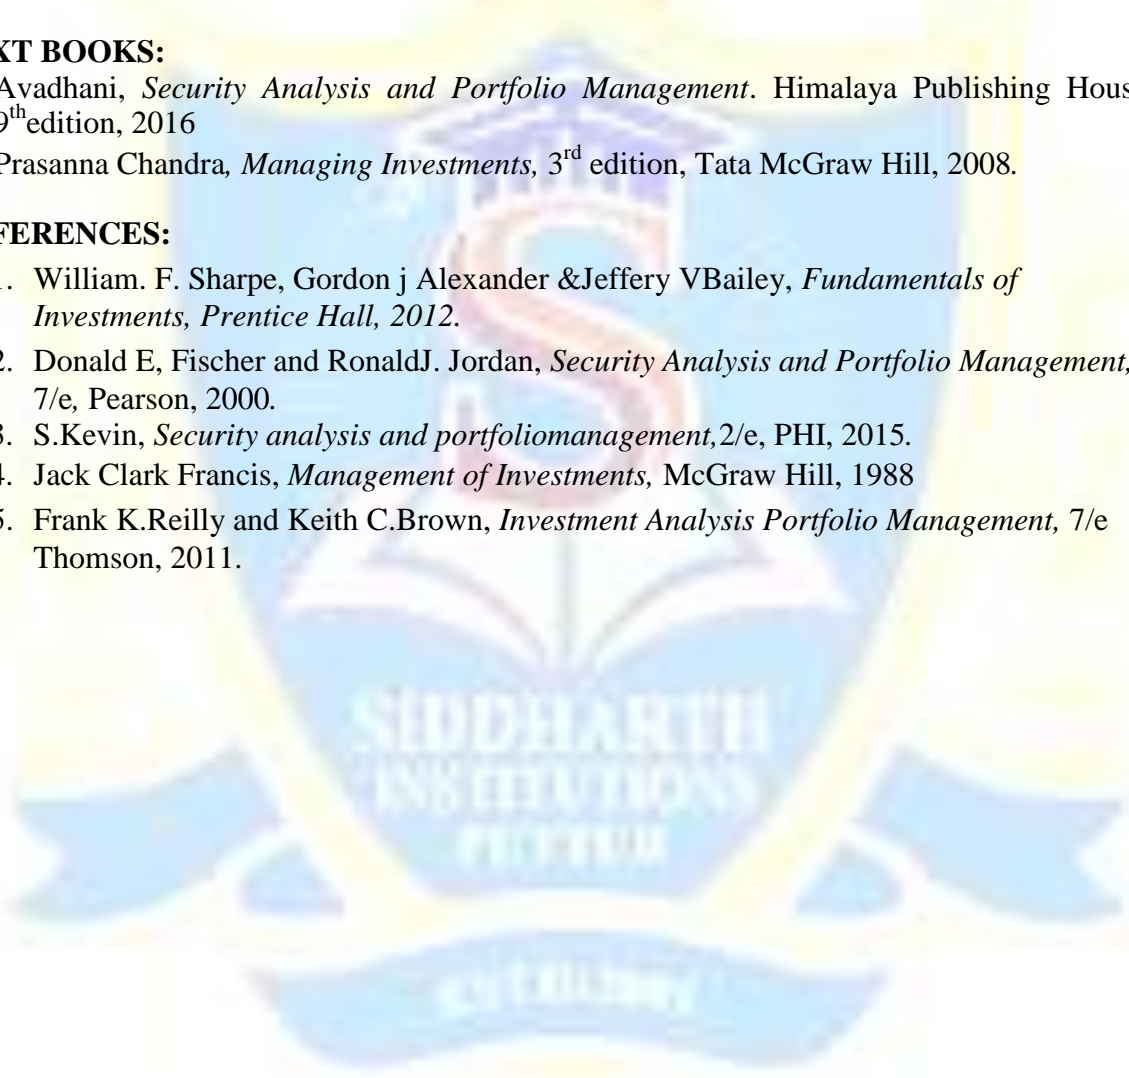 XT BOOKS:
Avadhani, Security Analysis and Portfolio Management. Himalaya Publishing Hous
9th edition, 2016
Prasanna Chandra, Managing Investments, 3rd edition, Tata McGraw Hill, 2008.
FERENCES:
1. William. F. Sharpe, Gordon j Alexander &Jeffery VBailey, Fundamentals of
Investments, Prentice Hall, 2012.
2. Donald E, Fischer and RonaldJ. Jordan, Security Analysis and Portfolio Management,
7/e, Pearson, 2000.
3. S.Kevin, Security analysis and portfoliomanagement,2/e, PHI, 2015.
4. Jack Clark Francis, Management of Investments, McGraw Hill, 1988
5. Frank K.Reilly and Keith C.Brown, Investment Analysis Portfolio Management, 7/e
Thomson, 2011.
S
SIDDHARTH
INSTITUTIONS
PUTTUR